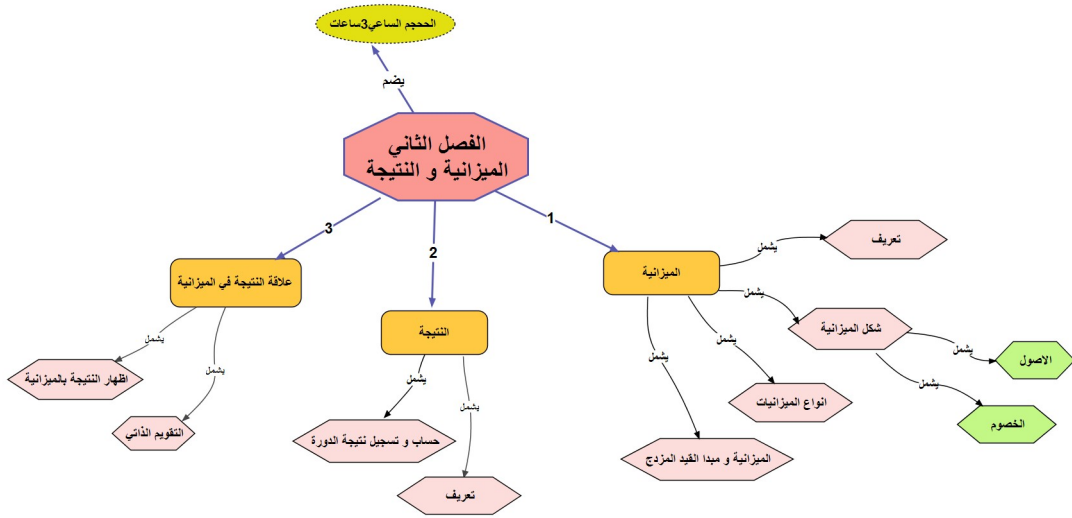 الححجم الساعي3ساعات
يضم
الفصل الثاني
الميزانية و النتيجة
1
2
3
الميزانية
يشمل
تعريف
يشمل
شكل الميزانية
يشمل
الاصول
يشمل
الخصوم
يشمل
انواع الميزانيات
يشمل
الميزانية و مبدا القيد المزدج
النتيجة
يشمل
حساب و تسجيل نتيجة الدورة
يشمل
تعريف
علاقة النتيجة في الميزانية
يشمل
اظهار النتيجة بالميزانية
يشمل
التقويم الذاتي